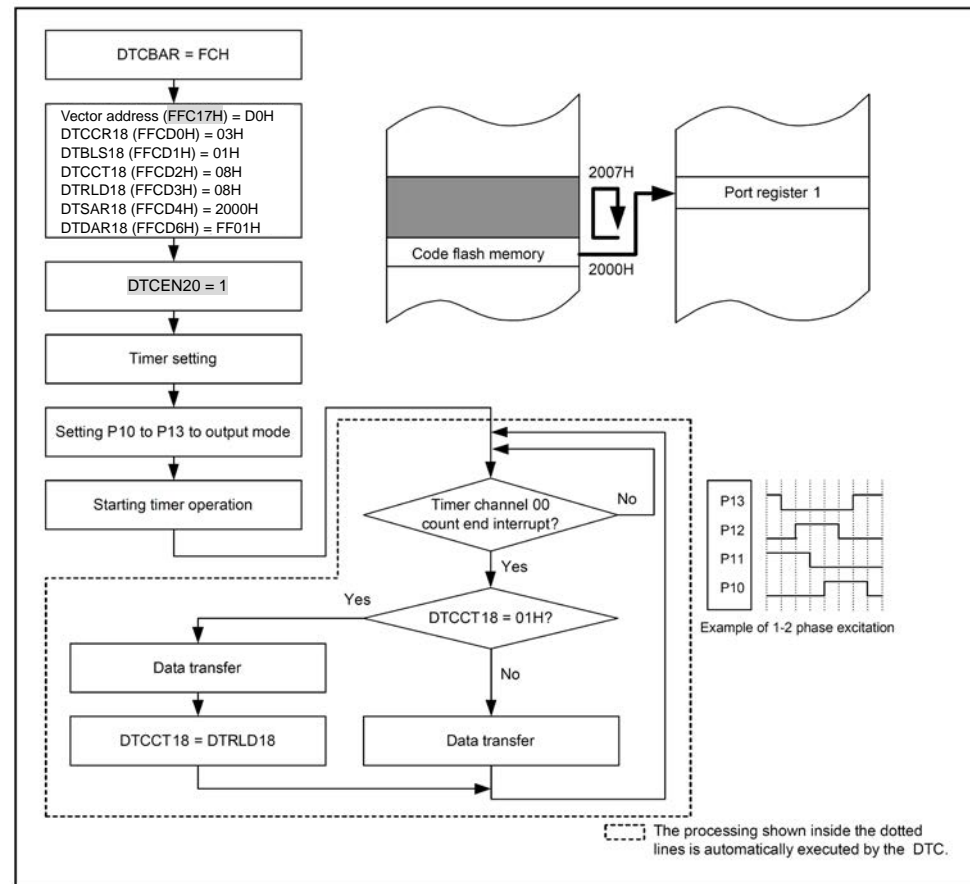 DTCBAR = FCH
Vector address (FFC17H) = D0H
DTCCR18 (FFCD0H) = 03H
DTBLS18 (FFCD1H) = 01H
DTCCT18 (FFCD2H) = 08H
DTRLD18 (FFCD3H) = 08H
DTSAR18 (FFCD4H) = 2000H
DTDAR18 (FFCD6H) = FF01H
DTCEN20 = 1
Timer setting
Setting P10 to P13 to output mode
Starting timer operation
2007H
Port register 1
Code flash memory
2000H
Timer channel 00
count end interrupt?
No
Yes
DTCCT18 = 01H?
Yes
No
Data transfer
DTCCT18 = DTRLD18
Data transfer
P13
P12
P11
P10
Example of 1-2 phase excitation
The processing shown inside the dotted
lines is automatically executed by the DTC.